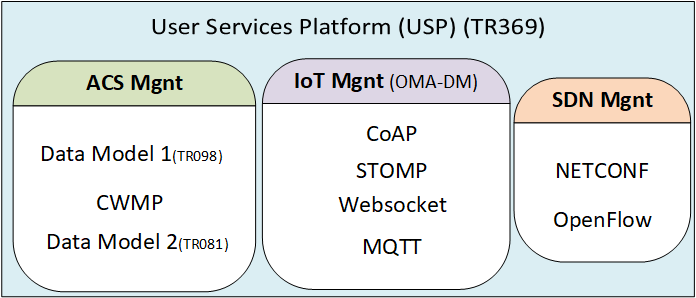 User Services Platform (USP) (TR369)
ACS Mgnt
Data Model 1(TR098)
CWMP
Data Model 2(TR081)
IoT Mgnt (OMA-DM)
CoAP
STOMP
Websocket
MQTT
SDN Mgnt
NETCONF
OpenFlow